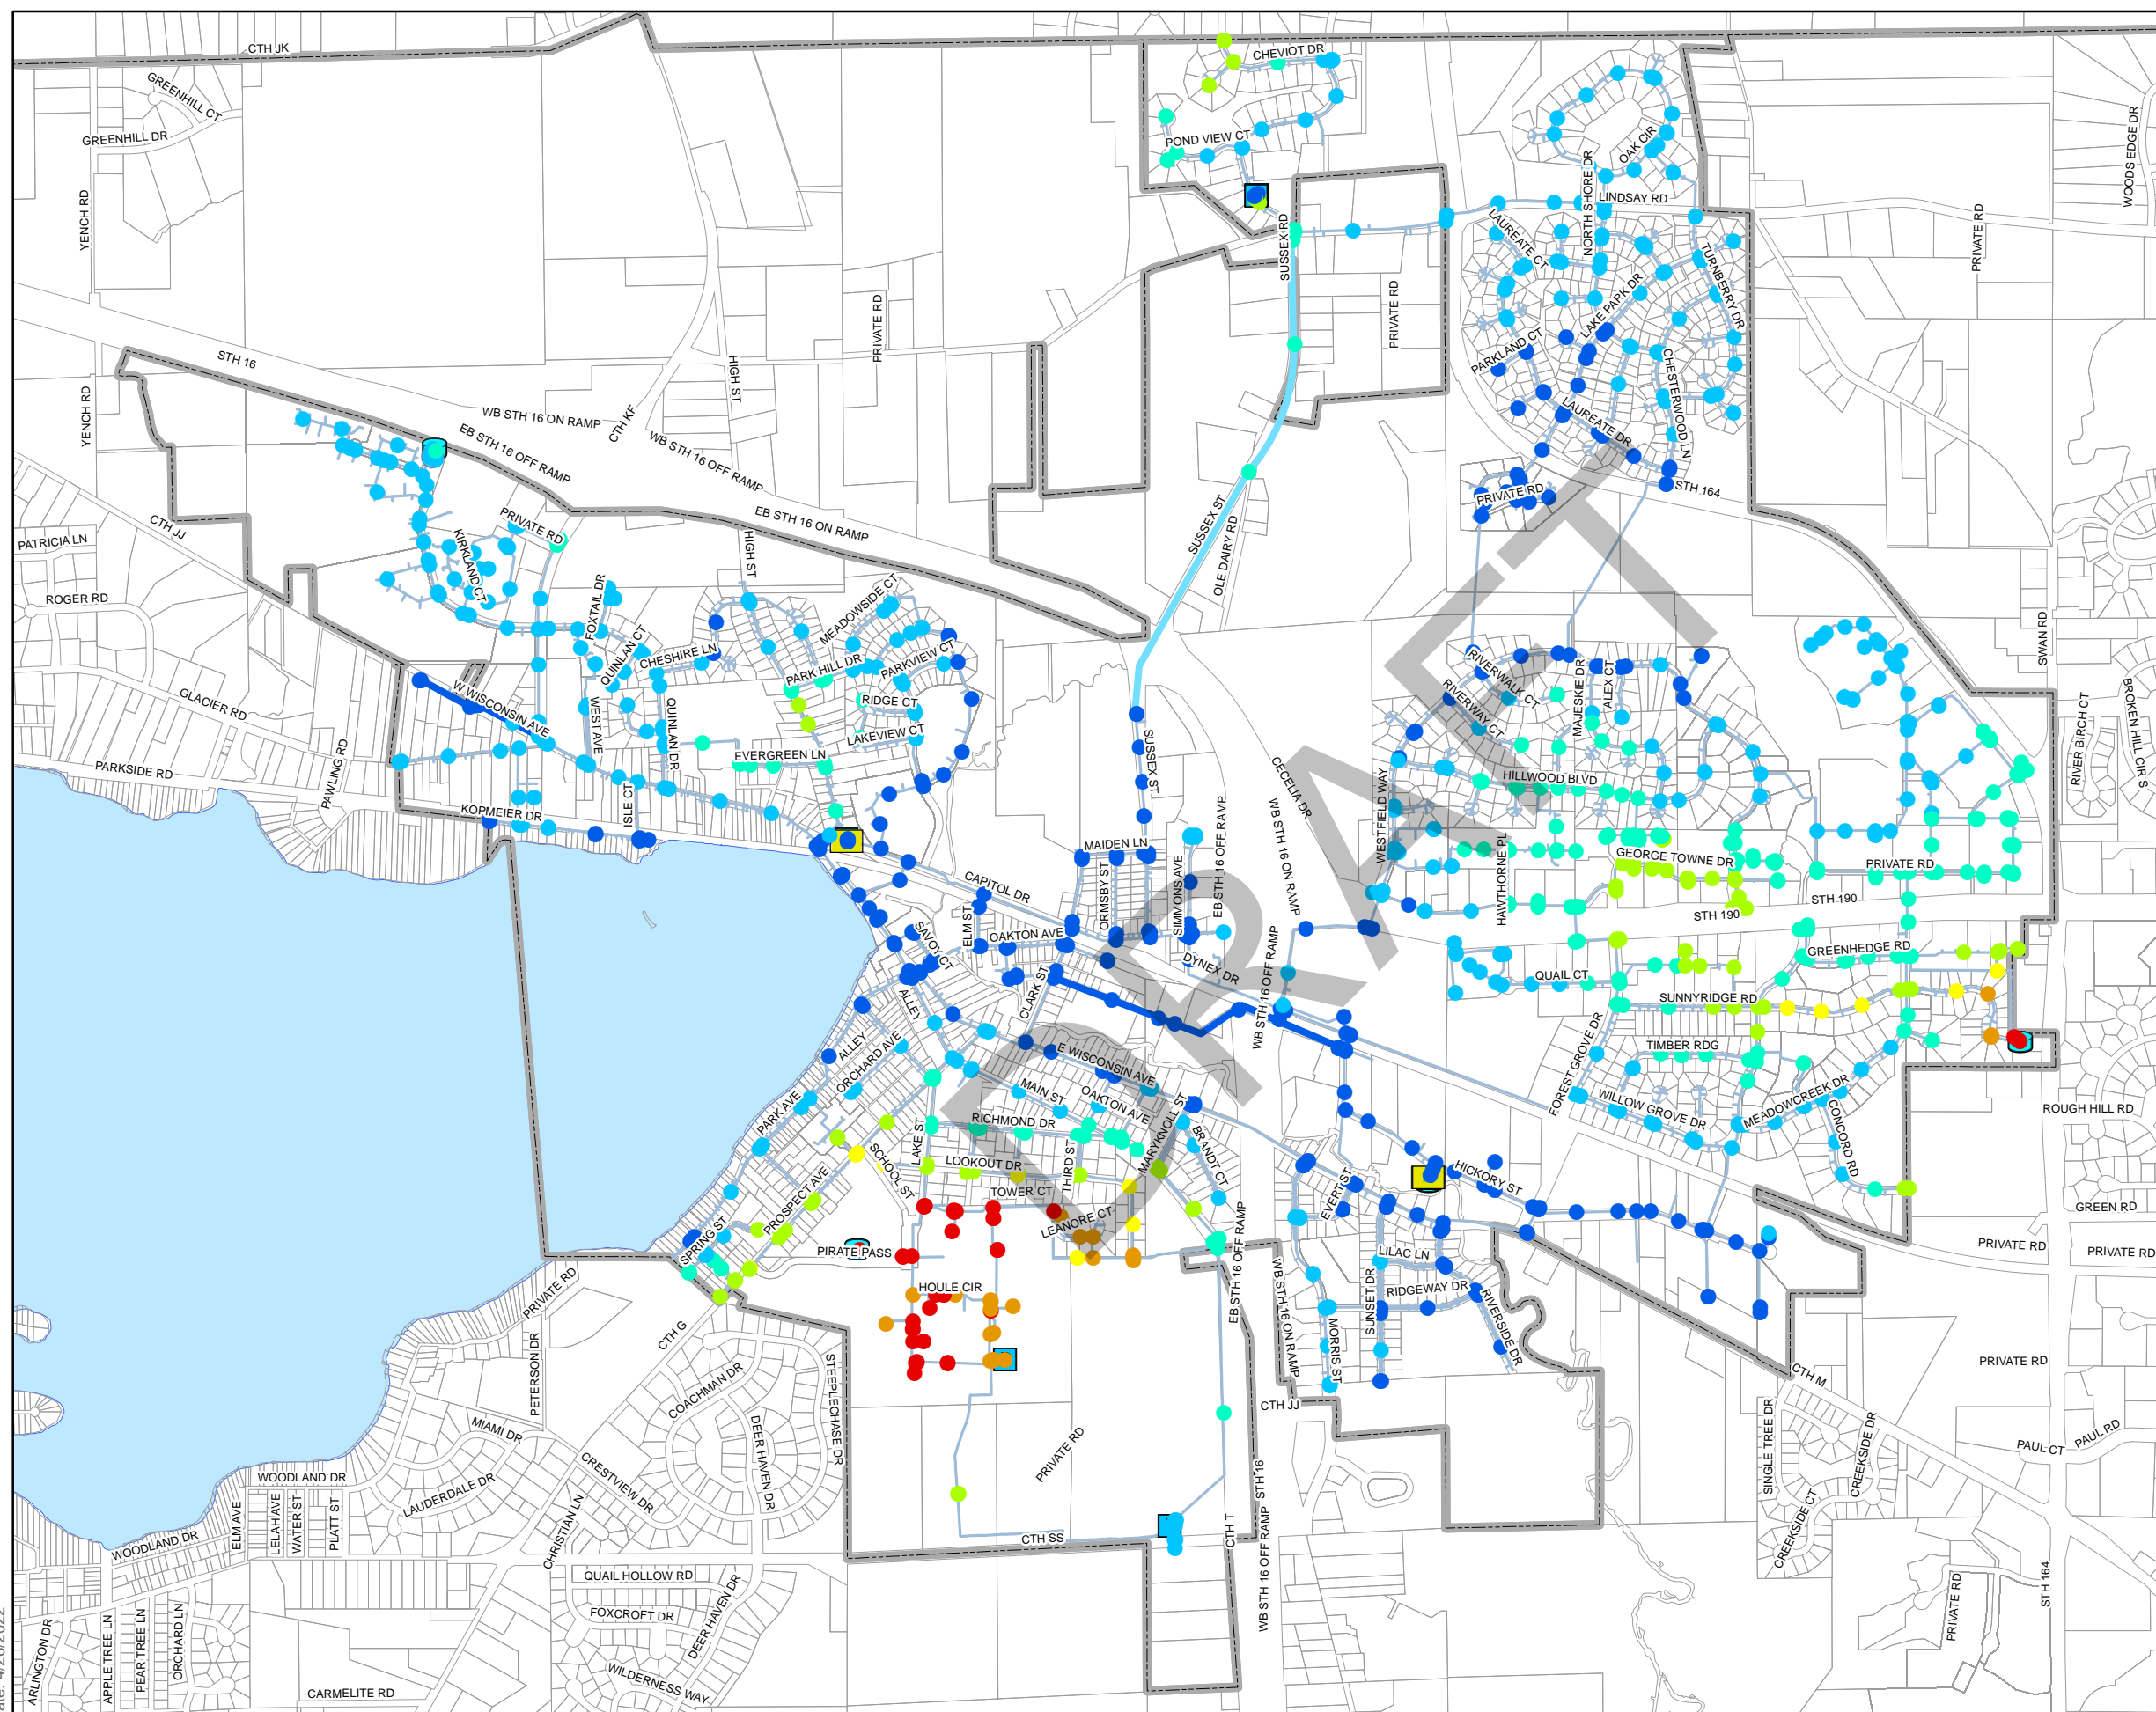 CTH JK
CHEVIOT DR
GREENHILL CT
GREENHILL DR
POND VIEW CT
OAK CIR
WOODS EDGE DR
YENCH RD
NORTH SHORE DR
LINDSAY RD
SUSSEX RD
LAUREATE CT
TURNBERRY DR
PRIVATE RD
PRIVATE RD
PRIVATE RD
LAKE PARK DR
PARKLAND CT
CHESTERWOOD LN
STH 16
HIGH ST
YENCH RD
WB STH 16 ON RAMP
CTH KF
EB STH 16 OFF RAMP
WB STH 16 OFF RAMP
LAUREATE DR
PRIVATE RD
STH 164
CTH JJ
PRIVATE RD
EB STH 16 ON RAMP
SUSSEX ST
OLE DAIRY RD
PATRICIA LN
KIRKLAND CT
HIGH ST
ROGER RD
FOXTAIL DR
MEADOWSIDE CT
QUINLAN CT
CHESHIRE LN
PARK HILL DR
PARKVIEW CT
RIVERWALK CT
RIVERWAY CT
MAJESKIE DR
ALEX CT
SWAN RD
GLACIER RD
W WISCONSIN AVE
WEST AVE
QUINLAN DR
RIDGE CT
LAKEVIEW CT
EVERGREEN LN
SUSSEX ST
CECELIA DR
HILLWOOD BLVD
RIVER BIRCH CT
BROKEN HILL CIR S
PARKSIDE RD
PAWLING RD
KOPMEIER DR
ISLE CT
MAIDEN LN
CAPITOL DR
ORMSBY ST
SIMMONS AVE
EB STH 16 OFF RAMP
WB STH 16 ON RAMP
WESTFIELD WAY
HAWTHORNE PL
GEORGE TOWNE DR
PRIVATE RD
STH 190
STH 190
SAVOY CT
ELM ST
OAKTON AVE
DYNEX DR
WB STH 16 OFF RAMP
QUAIL CT
GREENHEDGE RD
SUNNYRIDGE RD
ALLEY
CLARK ST
ALLEY
ORCHARD AVE
E WISCONSIN AVE
MAIN ST
OAKTON AVE
FOREST GROVE DR
TIMBER RDG
WILLOW GROVE DR
MEADOWCREEK DR
CONCORD RD
ROUGH HILL RD
PARK AVE
LAKE ST
RICHMOND DR
MARYKNOLL ST
BRANDT CT
SCHOOL ST
LOOKOUT DR
THIRD ST
TOWER CT
LEANORE CT
PROSPECT AVE
SPRING ST
PIRATE PASS
HOULE CIR
EB STH 16 OFF RAMP
EVERT ST
HICKORY ST
LILAC LN
RIDGEWAY DR
SUNSET DR
RIVERSIDE DR
MORRIS ST
WB STH 16 ON RAMP
GREEN RD
PRIVATE RD
PRIVATE RD
PRIVATE RD
CTH G
PETERSON DR
COACHMAN DR
STEEPLECHASE DR
DEER HAVEN DR
CTH JJ
CTH M
PRIVATE RD
MIAMI DR
CRESTVIEW DR
PRIVATE RD
SINGLE TREE DR
CREEKSIDE DR
CREEKSIDE CT
PAUL CT
PAUL RD
WOODLAND DR
LAUDERDALE DR
CHRISTIAN LN
ELM AVE
LELAH AVE
WATER ST
PLATT ST
WOODLAND DR
CTH SS
CTH T
STH 16
WB STH 16 OFF RAMP
QUAIL HOLLOW RD
FOXCROFT DR
DEER HAVEN DR
WILDERNESS WAY
ARLINGTON DR
APPLE TREE LN
PEAR TREE LN
ORCHARD LN
CARMELITE RD
PRIVATE RD
STH 164
DRAFT